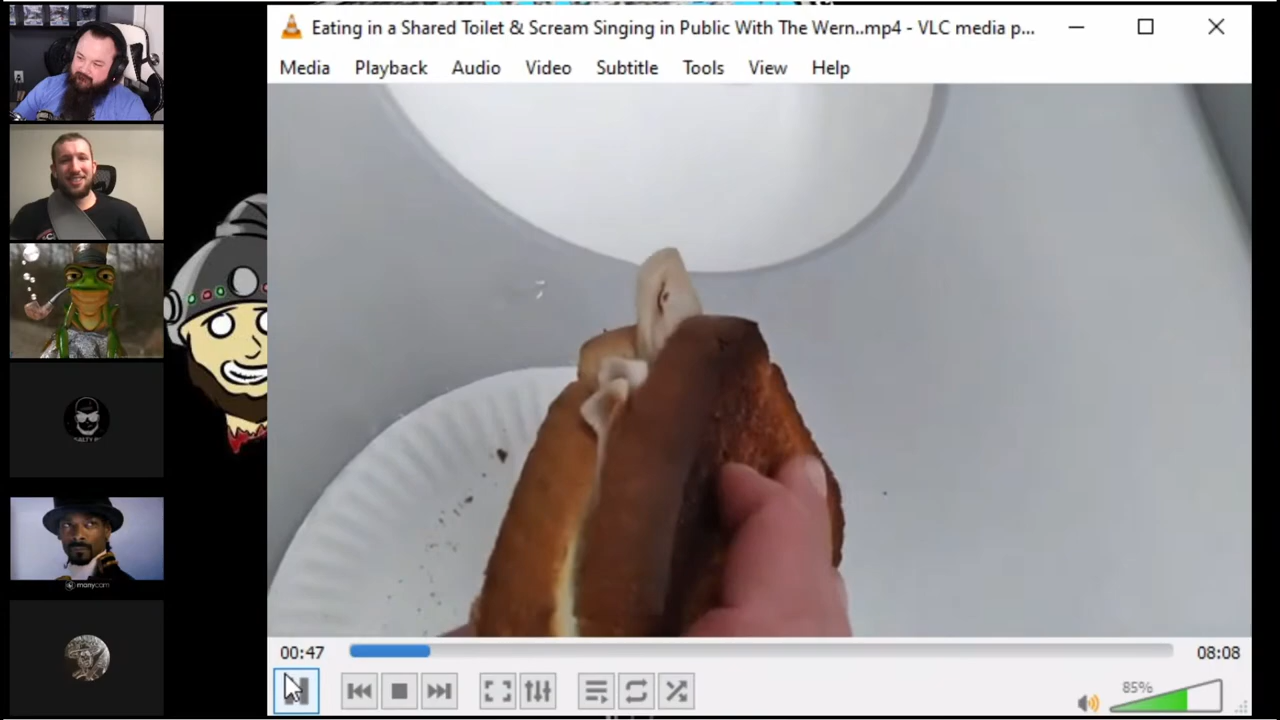 Eating in a Shared Toilet & Scream Singing in Public With The Wern..mp4 - VLC media p...
Media Playback Audio Video Subtitle Tools View Help
manycam
00:47
08:08
85%